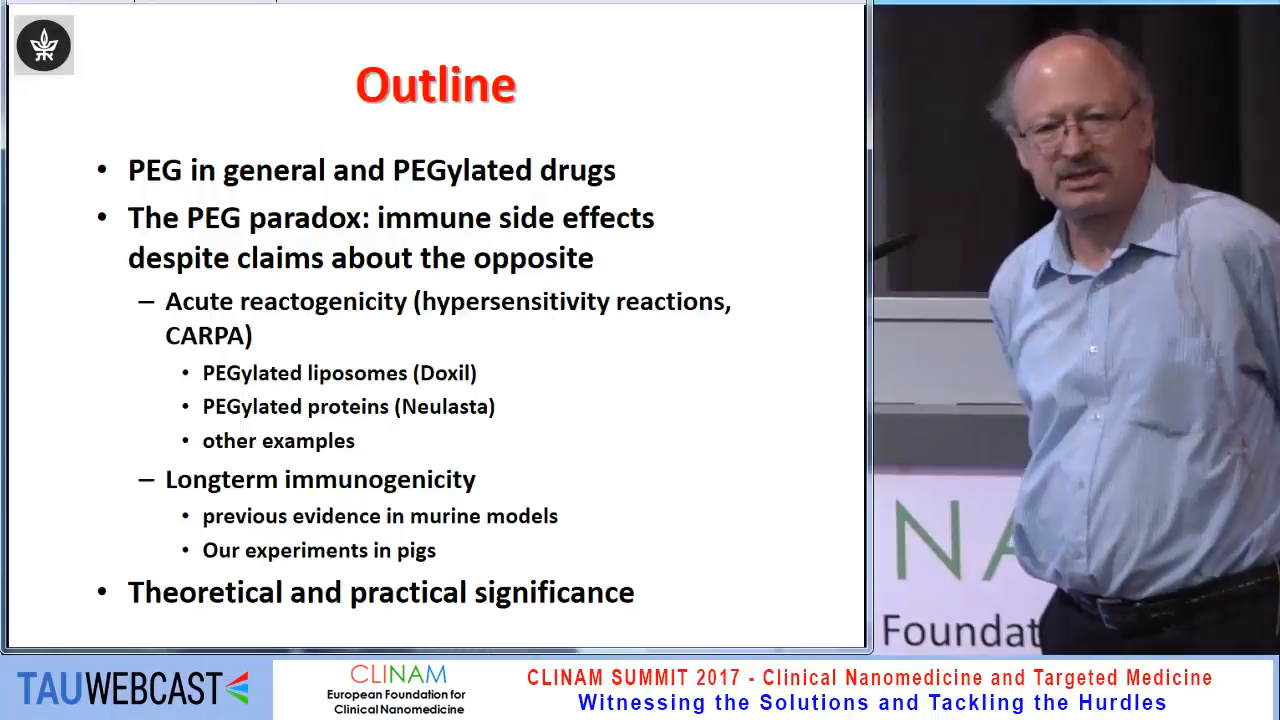 Outline
• PEG in general and PEGylated drugs
• The PEG paradox: immune side effects
despite claims about the opposite
– Acute reactogenicity (hypersensitivity reactions,
CARPA)
• PEGylated liposomes (Doxil)
• PEGylated proteins (Neulasta)
• other examples
– Longterm immunogenicity
• previous evidence in murine models
• Our experiments in pigs
• Theoretical and practical significance
NA
Foundat
TAUWEBCAST
CLINAM
European Foundation for
Clinical Nanomedicine
CLINAM SUMMIT 2017 - Clinical Nanomedicine and Targeted Medicine
Witnessing the Solutions and Tackling the Hurdles